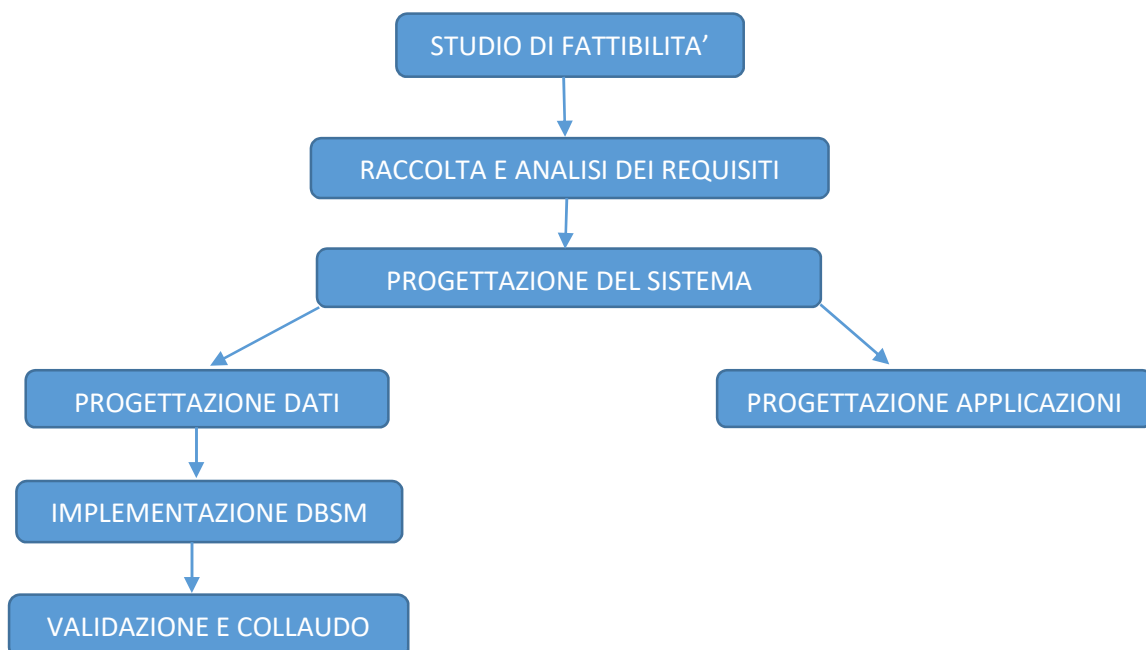 STUDIO DI FATTIBILITA’
RACCOLTA E ANALISI DEI REQUISITI
PROGETTAZIONE DEL SISTEMA
PROGETTAZIONE DATI
PROGETTAZIONE APPLICAZIONI
IMPLEMENTAZIONE DBSM
VALIDAZIONE E COLLAUDO